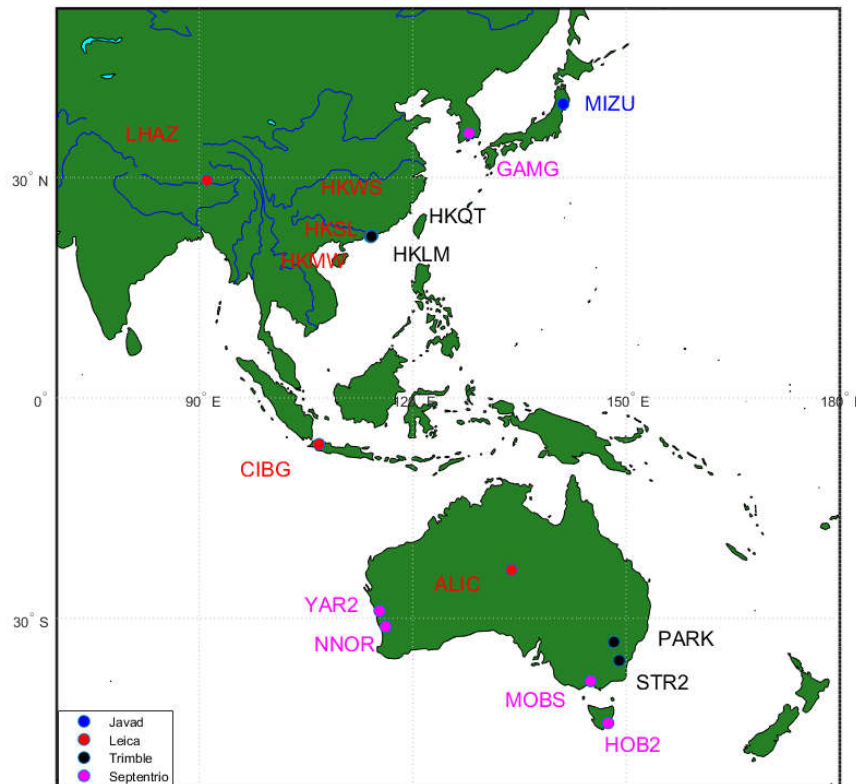 MIZU
LHAZ
GAMG
30° N
HKWS
HKQT
HKSL
HKLM
HKMW
0°
90° E
120° E
150° E
180° E
CIBG
ALIC
YAR2
30° S
PARK
NNOR
STR2
MOBS
HOB2
Javad
Leica
Trimble
Septentrio